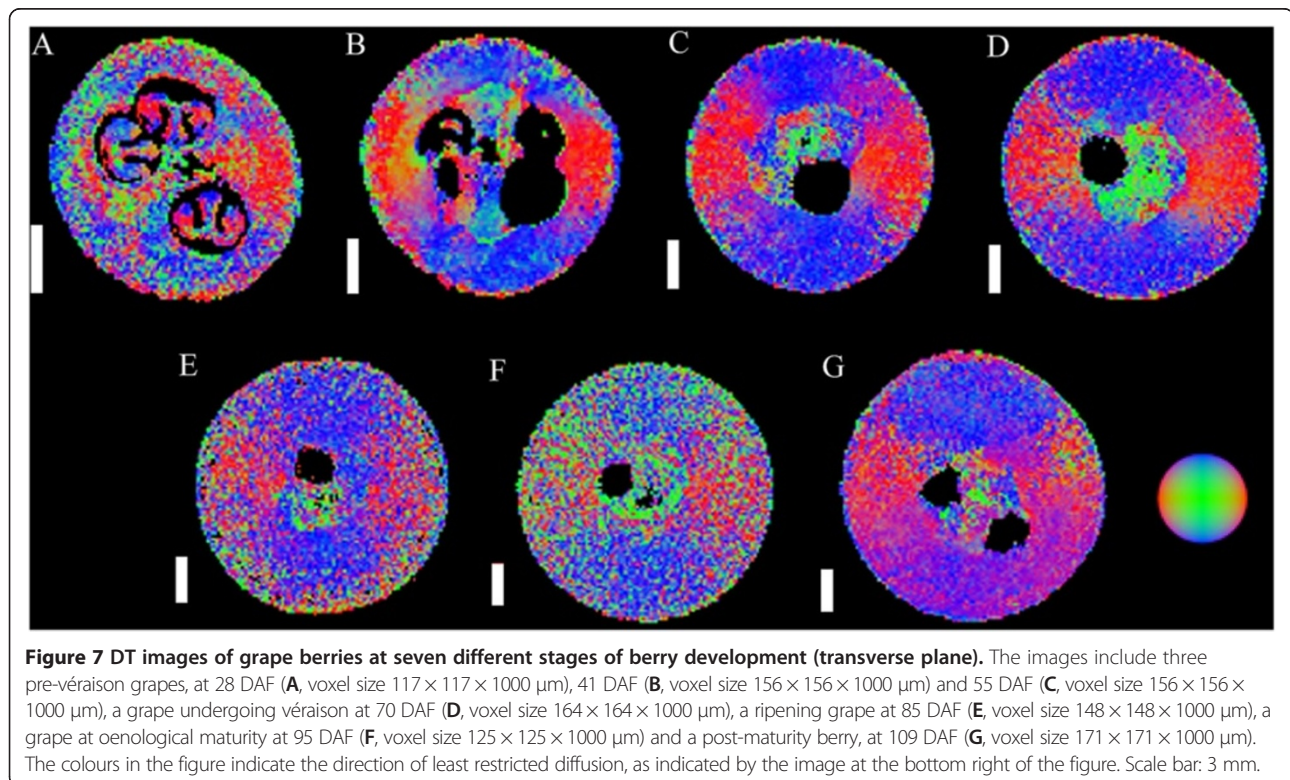 A
B
C
D
E
F
G
Figure 7 DT images of grape berries at seven different stages of berry development (transverse plane). The images include three
pre-véraison grapes, at 28 DAF (A, voxel size 117 × 117 × 1000 μm), 41 DAF (B, voxel size 156 × 156 × 1000 μm) and 55 DAF (C, voxel size 156 × 156 ×
1000 μm), a grape undergoing véraison at 70 DAF (D, voxel size 164 × 164 × 1000 μm), a ripening grape at 85 DAF (E, voxel size 148 × 148 × 1000 μm), a
grape at oenological maturity at 95 DAF (F, voxel size 125 × 125 × 1000 μm) and a post-maturity berry, at 109 DAF (G, voxel size 171 × 171 × 1000 μm).
The colours in the figure indicate the direction of least restricted diffusion, as indicated by the image at the bottom right of the figure. Scale bar: 3 mm.